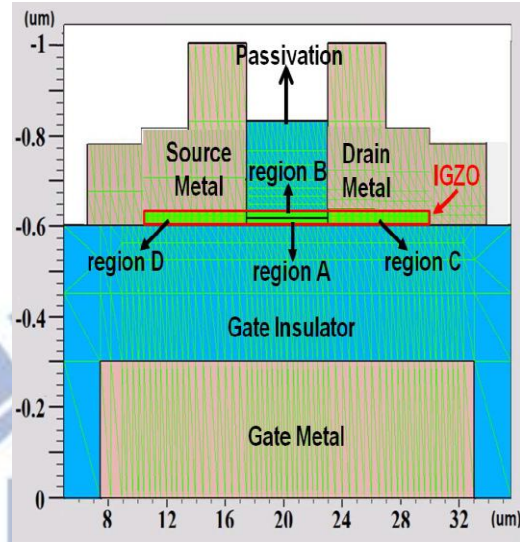 (um)
-1
Passivation
-0.8
Source
Metal
region B
Drain
Metal
IGZO
-0.6
region D
region A
region C
-0.4
Gate Insulator
-0.2
Gate Metal
0
8 12 16 20 24 28 32 (um)